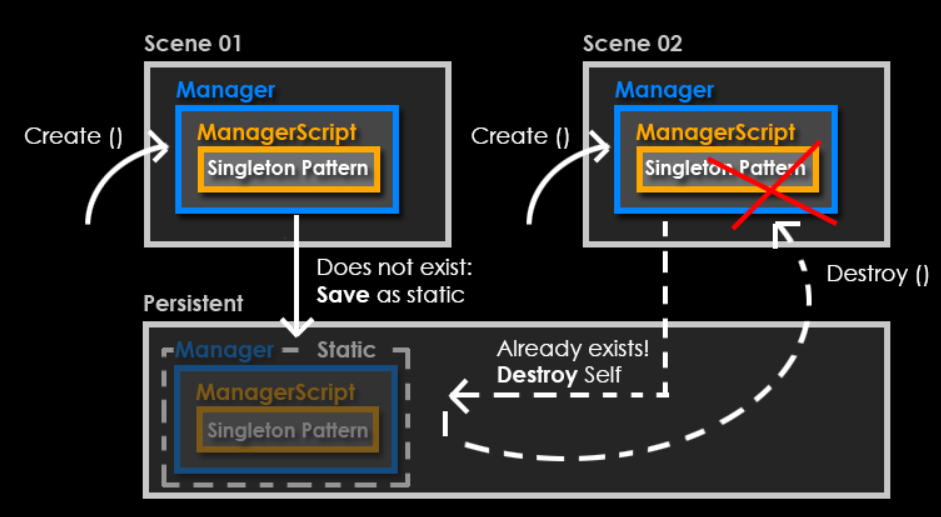 Scene 01
Manager
ManagerScript
Singleton Pattern
Create ()
Scene 02
Manager
ManagerScript
Singleton Pattern
Create ()
Does not exist:
Save as static
Destroy ()
Persistent
Manager
Static
ManagerScript
Singleton Pattern
Already exists!
Destroy Self